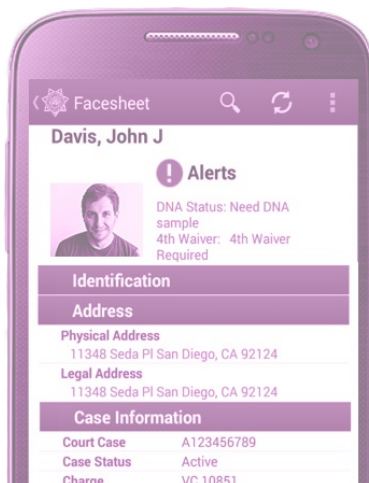 Facesheet
Davis, John J
Alerts
DNA Status: Need DNA
sample
4th Waiver: 4th Waiver
Required
Identification
Address
Physical Address
11348 Seda Pl San Diego, CA 92124
Legal Address
11348 Seda Pl San Diego, CA 92124
Case Information
Court Case A123456789
Case Status Active
Charge VC 10851